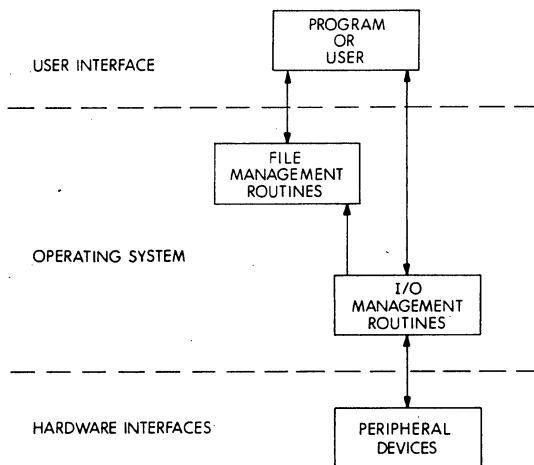 PROGRAM
OR
USER
USER INTERFACE
FILE
MANAGEMENT
ROUTINES
OPERATING SYSTEM
I/O
MANAGEMENT
ROUTINES
HARDWARE INTERFACES
PERIPHERAL
DEVICES